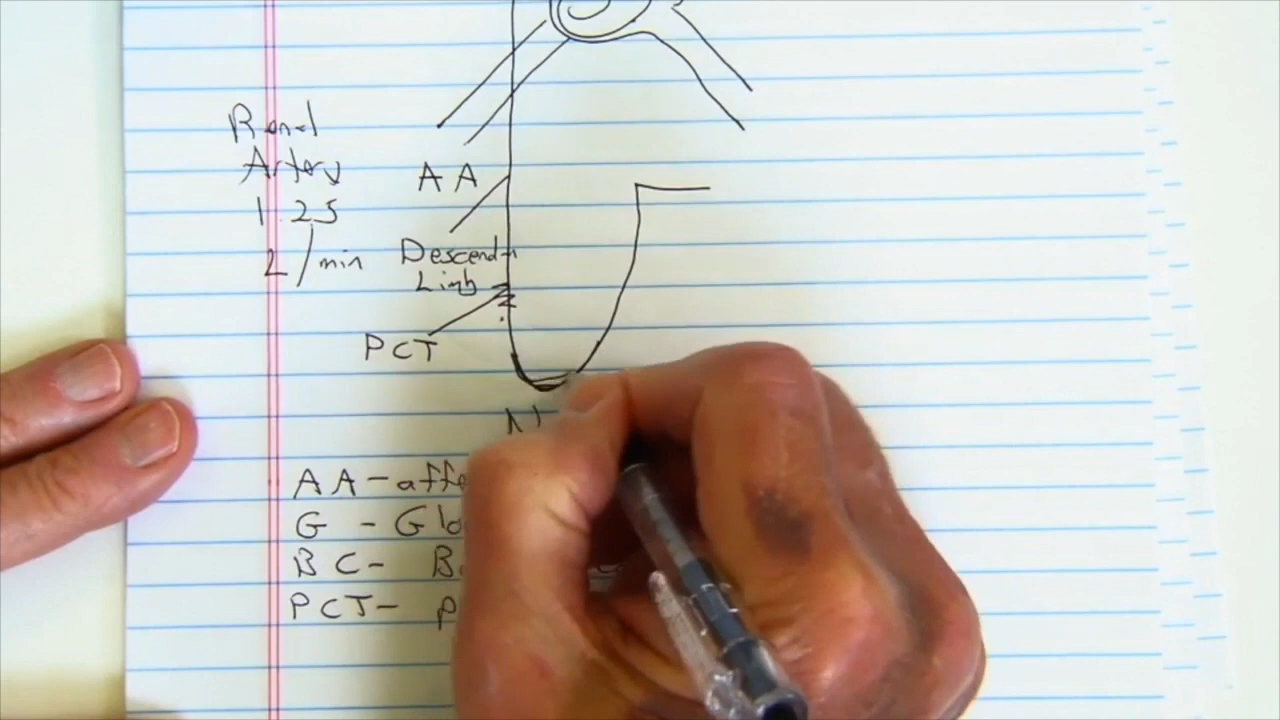 Renal
Artery
1.25
L/min
AA
Descend
Limb
PCT
N
AA-affe
G - Glo
BC- B
PCT- P